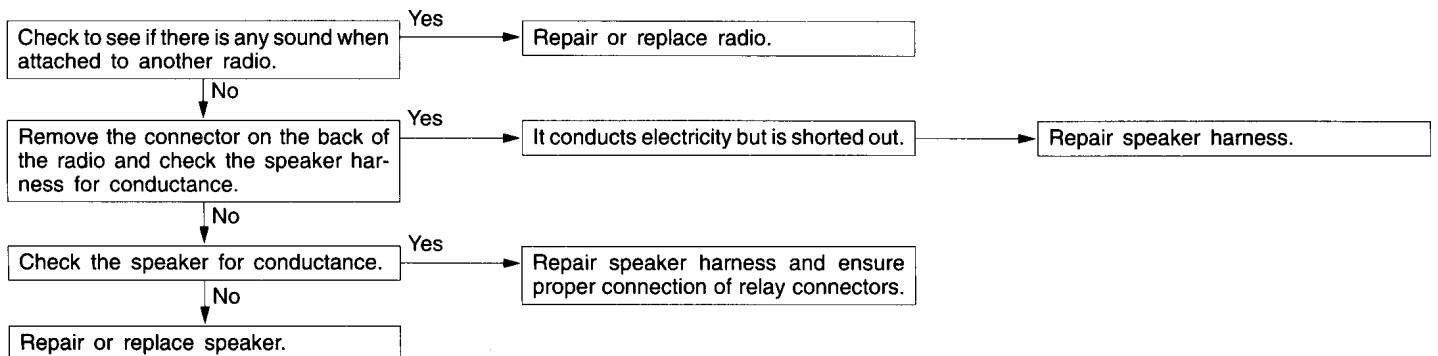 Check to see if there is any sound when
attached to another radio.
Yes
Repair or replace radio.
No
Remove the connector on the back of
the radio and check the speaker har-
ness for conductance.
Yes
It conducts electricity but is shorted out.
Repair speaker harness.
No
Check the speaker for conductance.
Yes
Repair speaker harness and ensure
proper connection of relay connectors.
No
Repair or replace speaker.